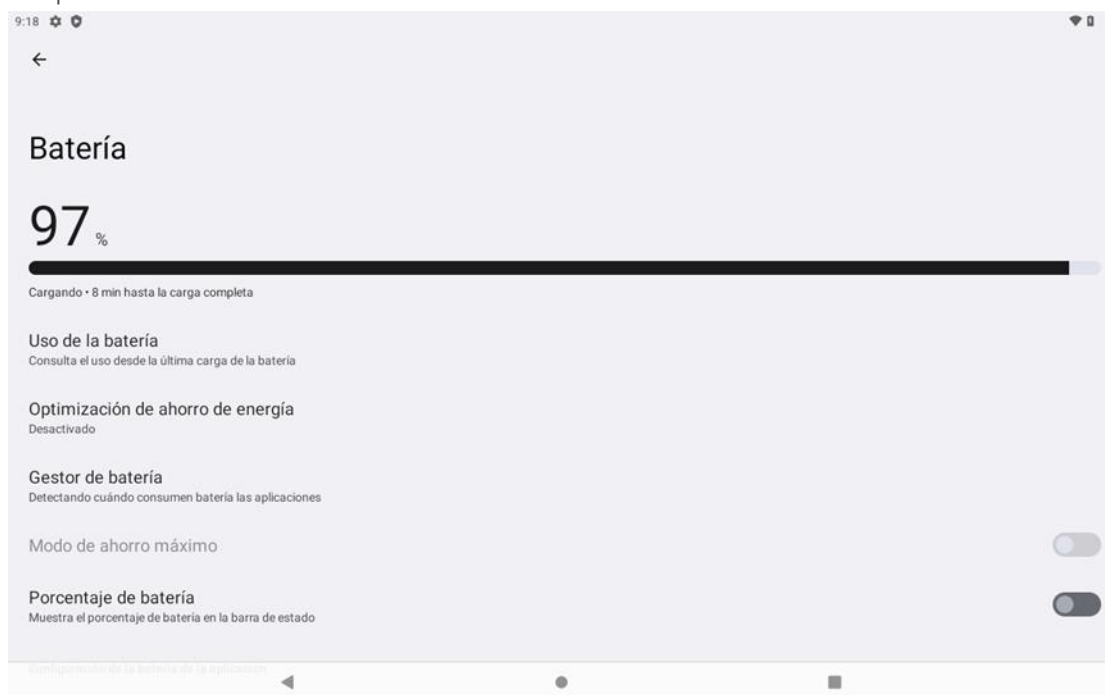 9:18
Batería
97 %
Cargando • 8 min hasta la carga completa
Uso de la batería
Consulta el uso desde la última carga de la batería
Optimización de ahorro de energía
Desactivado
Gestor de batería
Detectando cuándo consumen batería las aplicaciones
Modo de ahorro máximo
Porcentaje de batería
Muestra el porcentaje de batería en la barra de estado